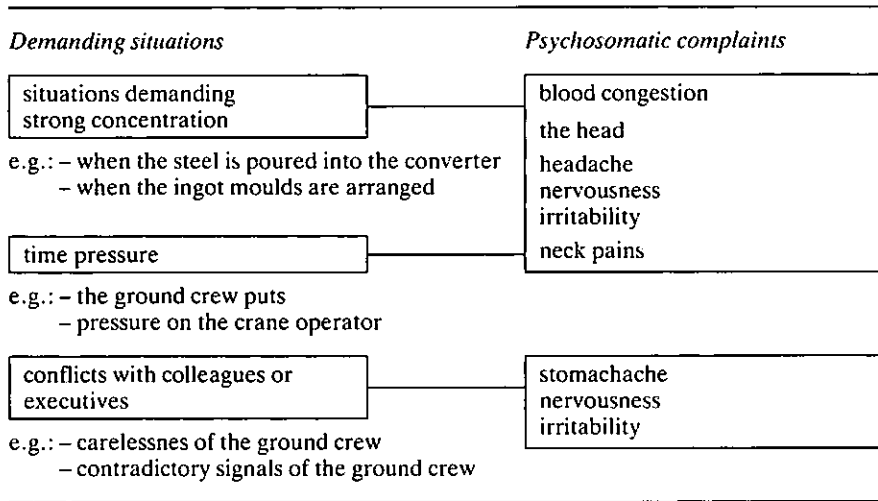 Demanding situations
Psychosomatic complaints
situations demanding
strong concentration
e.g.: – when the steel is poured into the converter
– when the ingot moulds are arranged
time pressure
e.g.: – the ground crew puts
– pressure on the crane operator
conflicts with colleagues or
executives
e.g.: – carelessnes of the ground crew
– contradictory signals of the ground crew
blood congestion
the head
headache
nervousness
irritability
neck pains
stomachache
nervousness
irritability